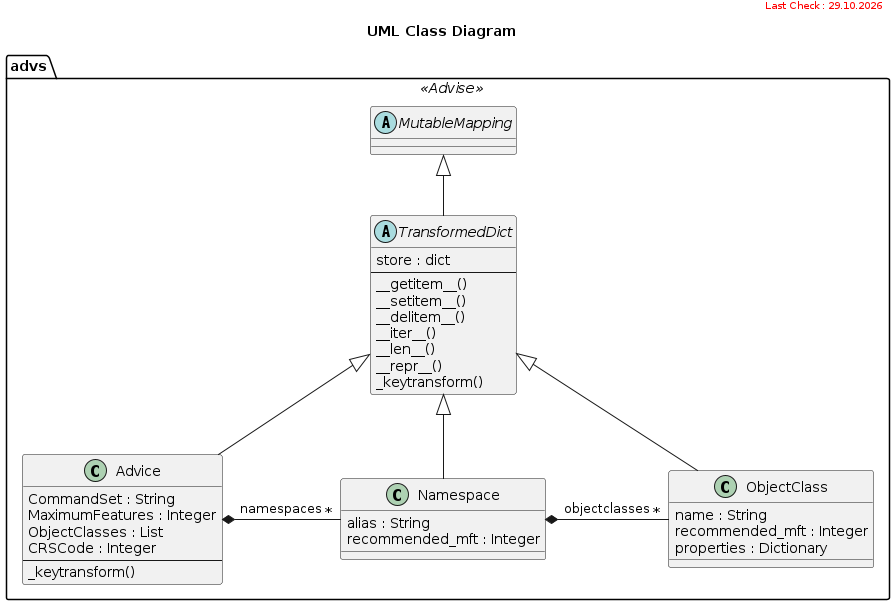 Last Check : 29.10.2026
UML Class Diagram
advs
«Advise»
A MutableMapping
A TransformedDict
store : dict
__getitem__()
__setitem__()
__delitem__()
__iter__()
__len__()
__repr__()
_keytransform()
C Advice
CommandSet : String
MaximumFeatures : Integer
ObjectClasses : List
CRSCode : Integer
_keytransform()
namespaces *
C Namespace
alias : String
recommended_mft : Integer
objectclasses *
C ObjectClass
name : String
recommended_mft : Integer
properties : Dictionary